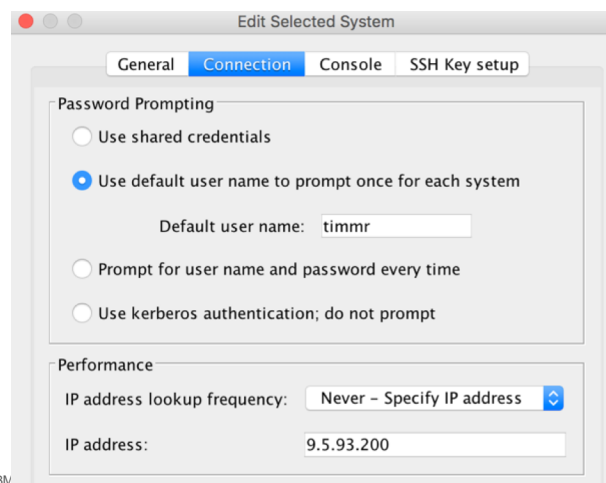 Edit Selected System
General Connection Console SSH Key setup
Password Prompting
Use shared credentials
Use default user name to prompt once for each system
Default user name: timmr
Prompt for user name and password every time
Use kerberos authentication; do not prompt
Performance
IP address lookup frequency: Never – Specify IP address
IP address: 9.5.93.200